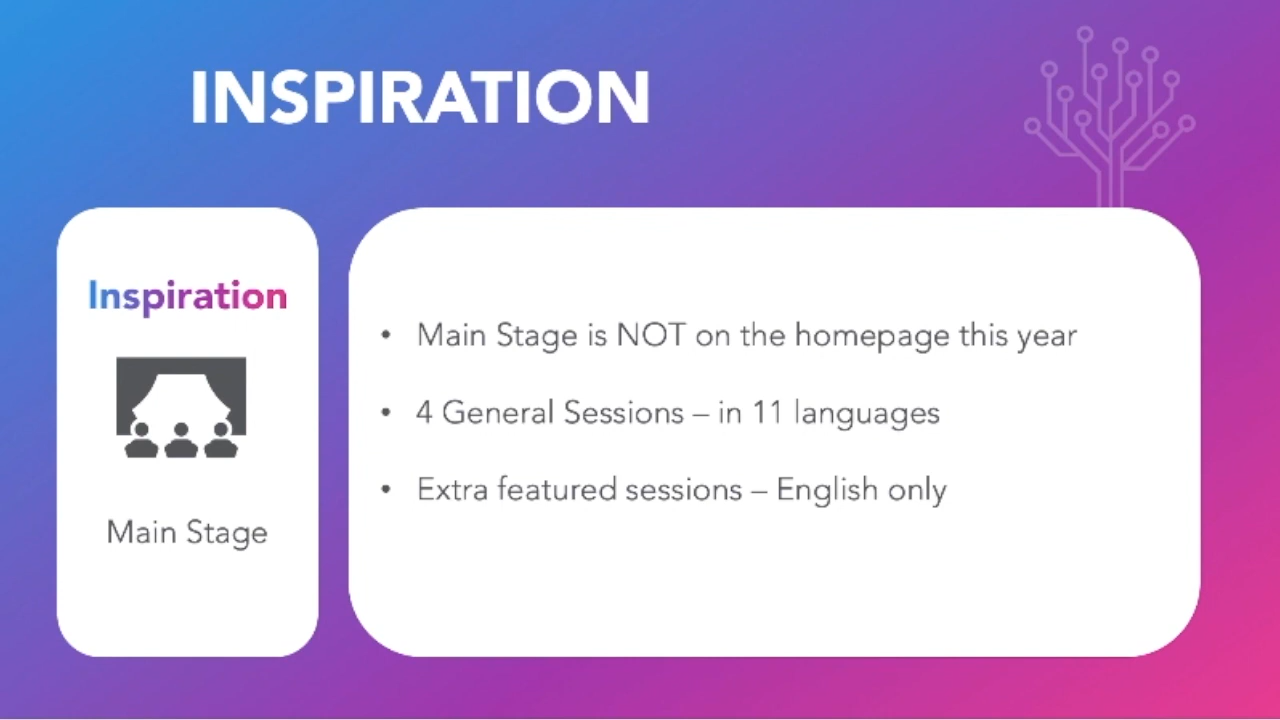 INSPIRATION
Inspiration
Main Stage
• Main Stage is NOT on the homepage this year
• 4 General Sessions – in 11 languages
• Extra featured sessions – English only